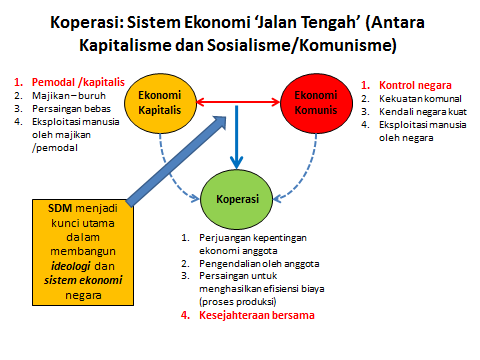 Koperasi: Sistem Ekonomi ‘Jalan Tengah’ (Antara
Kapitalisme dan Sosialisme/Komunisme)
1. Pemodal /kapitalis
2. Majikan – buruh
3. Persaingan bebas
4. Eksploitasi manusia
oleh majikan
/pemodal
Ekonomi
Kapitalis
Ekonomi
Komunis
1. Kontrol negara
2. Kekuatan komunal
3. Kendali negara kuat
4. Eksploitasi manusia
oleh negara
Koperasi
SDM menjadi
kunci utama
dalam
membangun
ideologi dan
sistem ekonomi
negara
1. Perjuangan kepentingan
ekonomi anggota
2. Pengendalian oleh anggota
3. Persaingan untuk
menghasilkan efisiensi biaya
(proses produksi)
4. Kesejahteraan bersama